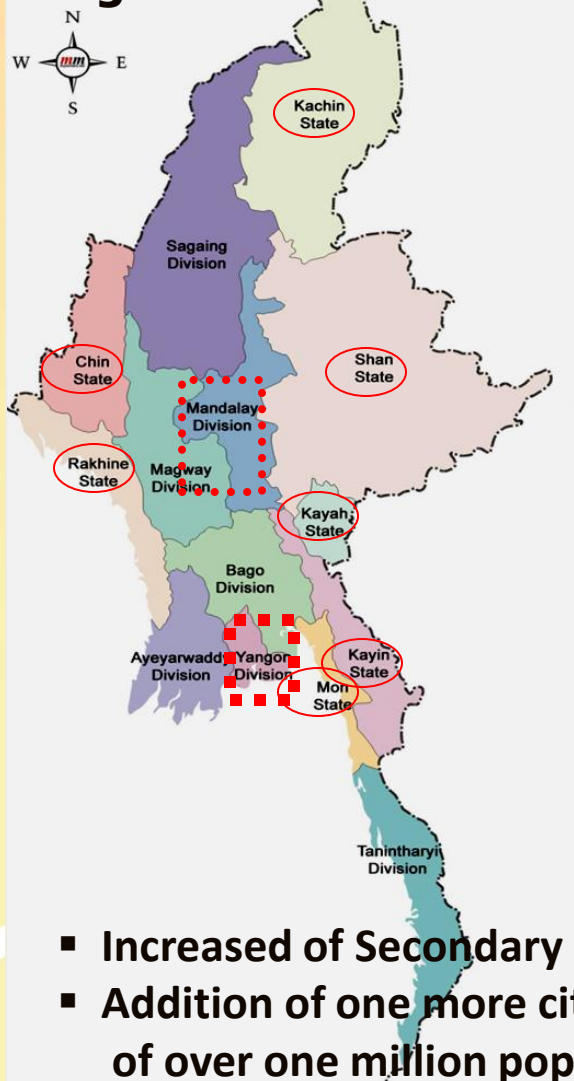 N
W mm E
S
Kachin
State
Sagaing
Division
Chin
State
Shan
State
Mandalay
Division
Rakhine
State
Magway
Division
Kayah
State
Bago
Division
Ayeyarwaddy
Division
Yangon
Division
Kayin
State
Mon
State
Tanintharyi
Division
▪ Increased of Secondary
▪ Addition of one more cit
of over one million pop